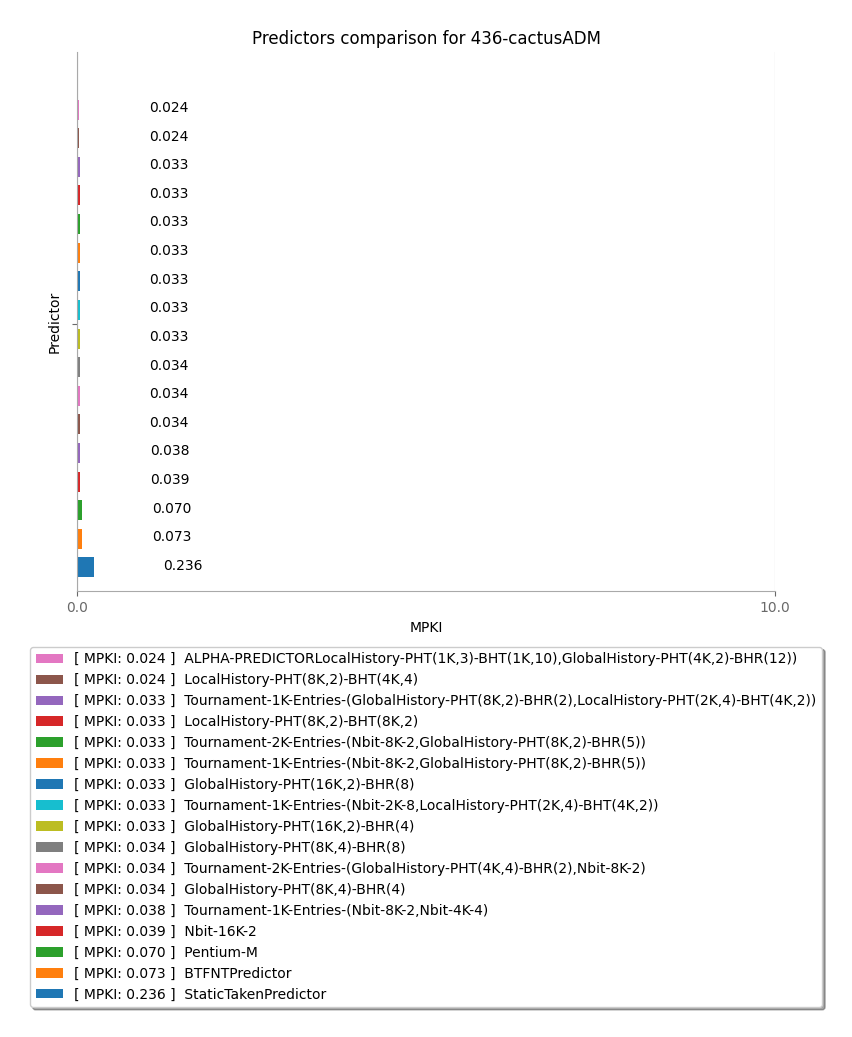 Predictors comparison for 436-cactusADM
0.024
0.024
0.033
0.033
0.033
0.033
0.033
0.033
0.033
0.034
0.034
0.034
0.038
0.039
0.070
0.073
0.236
Predictor
0.0 10.0
MPKI
[ MPKI: 0.024 ] ALPHA-PREDICTORLocalHistory-PHT(1K,3)-BHT(1K,10),GlobalHistory-PHT(4K,2)-BHR(12))
[ MPKI: 0.024 ] LocalHistory-PHT(8K,2)-BHT(4K,4)
[ MPKI: 0.033 ] Tournament-1K-Entries-(GlobalHistory-PHT(8K,2)-BHR(2),LocalHistory-PHT(2K,4)-BHT(4K,2))
[ MPKI: 0.033 ] LocalHistory-PHT(8K,2)-BHT(8K,2)
[ MPKI: 0.033 ] Tournament-2K-Entries-(Nbit-8K-2,GlobalHistory-PHT(8K,2)-BHR(5))
[ MPKI: 0.033 ] Tournament-1K-Entries-(Nbit-8K-2,GlobalHistory-PHT(8K,2)-BHR(5))
[ MPKI: 0.033 ] GlobalHistory-PHT(16K,2)-BHR(8)
[ MPKI: 0.033 ] Tournament-1K-Entries-(Nbit-2K-8,LocalHistory-PHT(2K,4)-BHT(4K,2))
[ MPKI: 0.033 ] GlobalHistory-PHT(16K,2)-BHR(4)
[ MPKI: 0.034 ] GlobalHistory-PHT(8K,4)-BHR(8)
[ MPKI: 0.034 ] Tournament-2K-Entries-(GlobalHistory-PHT(4K,4)-BHR(2),Nbit-8K-2)
[ MPKI: 0.034 ] GlobalHistory-PHT(8K,4)-BHR(4)
[ MPKI: 0.038 ] Tournament-1K-Entries-(Nbit-8K-2,Nbit-4K-4)
[ MPKI: 0.039 ] Nbit-16K-2
[ MPKI: 0.070 ] Pentium-M
[ MPKI: 0.073 ] BTFNTPredictor
[ MPKI: 0.236 ] StaticTakenPredictor